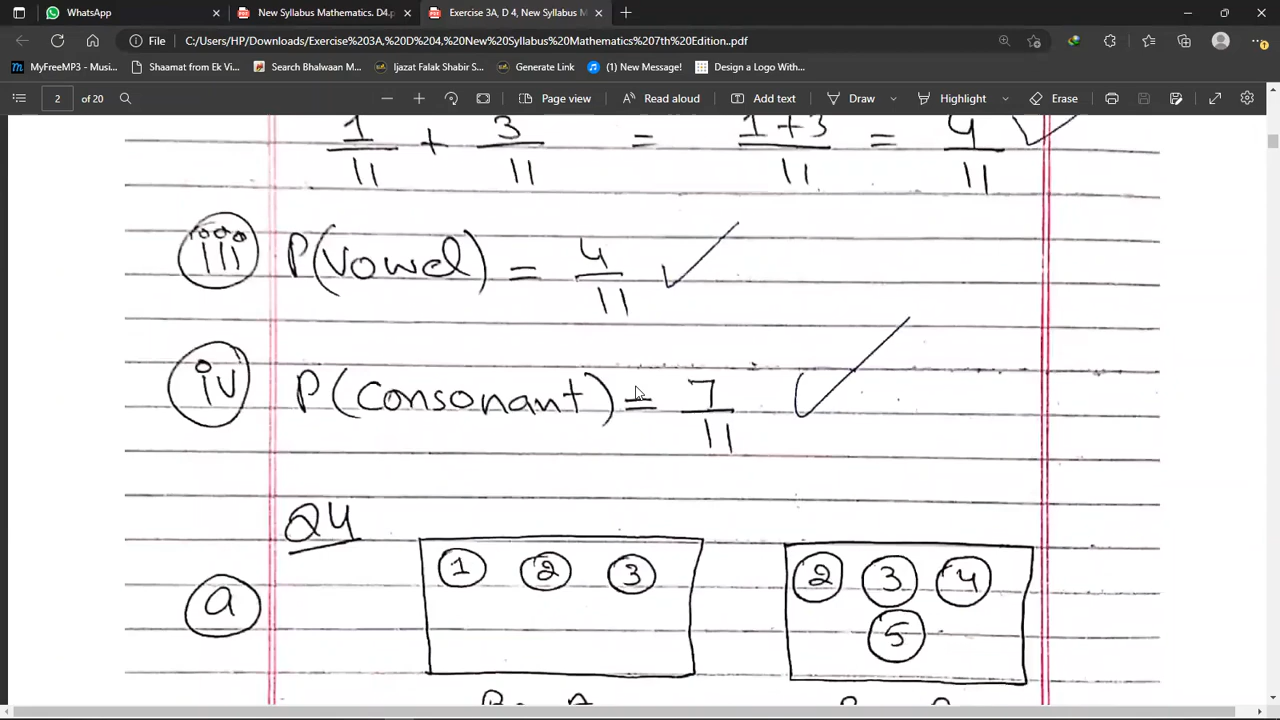 WhatsApp
New Syllabus Mathematics. D4.p
Exercise 3A, D 4, New Syllabus M
File
C:/Users/HP/Downloads/Exercise%203A,%20D%204,%20New%20Syllabus%20Mathematics%207th%20Edition..pdf
MyFreeMP3 - Musi...
Shaamat from Ek Vi...
Search Bhalwaan M...
Ijazat Falak Shabir S...
Generate Link
(1) New Message!
Design a Logo With...
2 of 20
Page view
Read aloud
Add text
Draw
Highlight
Erase
1/11 + 3/11 = 1+3/11 = 4/11 ✓
iii P(Vowel) = 4/11 ✓
iv P(Consonant) = 7/11 ✓
Q4
a
1 2 3
2 3 4
5